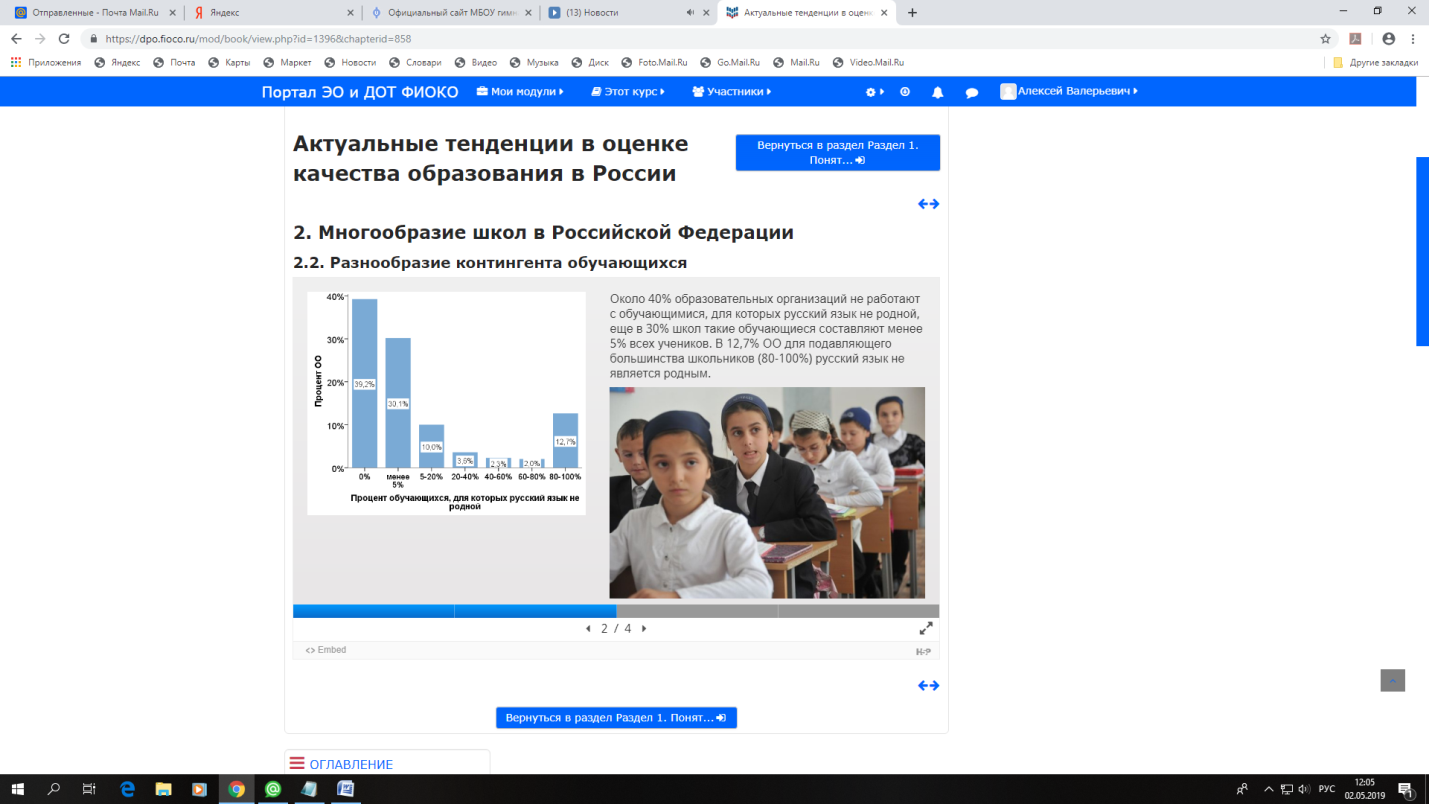 Отправленные - Почта Mail.Ru
Яндекс
Официальный сайт МБОУ гимн
(13) Новости
Актуальные тенденции в оценк
https://dpo.fioco.ru/mod/book/view.php?id=1396&chapterid=858
Приложения Яндекс Почта Карты Маркет Новости Словари Видео Музыка Диск Foto.Mail.Ru Go.Mail.Ru Mail.Ru Video.Mail.Ru Другие закладки
Портал ЭО и ДОТ ФИОКО Мои модули Этот курс Участники Алексей Валерьевич
Актуальные тенденции в оценке
качества образования в России
Вернуться в раздел Раздел 1.
Понят...
2. Многообразие школ в Российской Федерации
2.2. Разнообразие контингента обучающихся
Процент ОО
40%
30%
20%
10%
0%
39,2%
30,1%
10,0%
3,6%
2,3%
2,0%
12,7%
0% менее 5-20% 20-40% 40-60% 60-80% 80-100%
5%
Процент обучающихся, для которых русский язык не
родной
Около 40% образовательных организаций не работают
с обучающимися, для которых русский язык не родной,
еще в 30% школ такие обучающиеся составляют менее
5% всех учеников. В 12,7% ОО для подавляющего
большинства школьников (80-100%) русский язык не
является родным.
2 / 4
<> Embed
H5P
Вернуться в раздел Раздел 1. Понят...
ОГЛАВЛЕНИЕ
РУС
12:05
02.05.2019
1